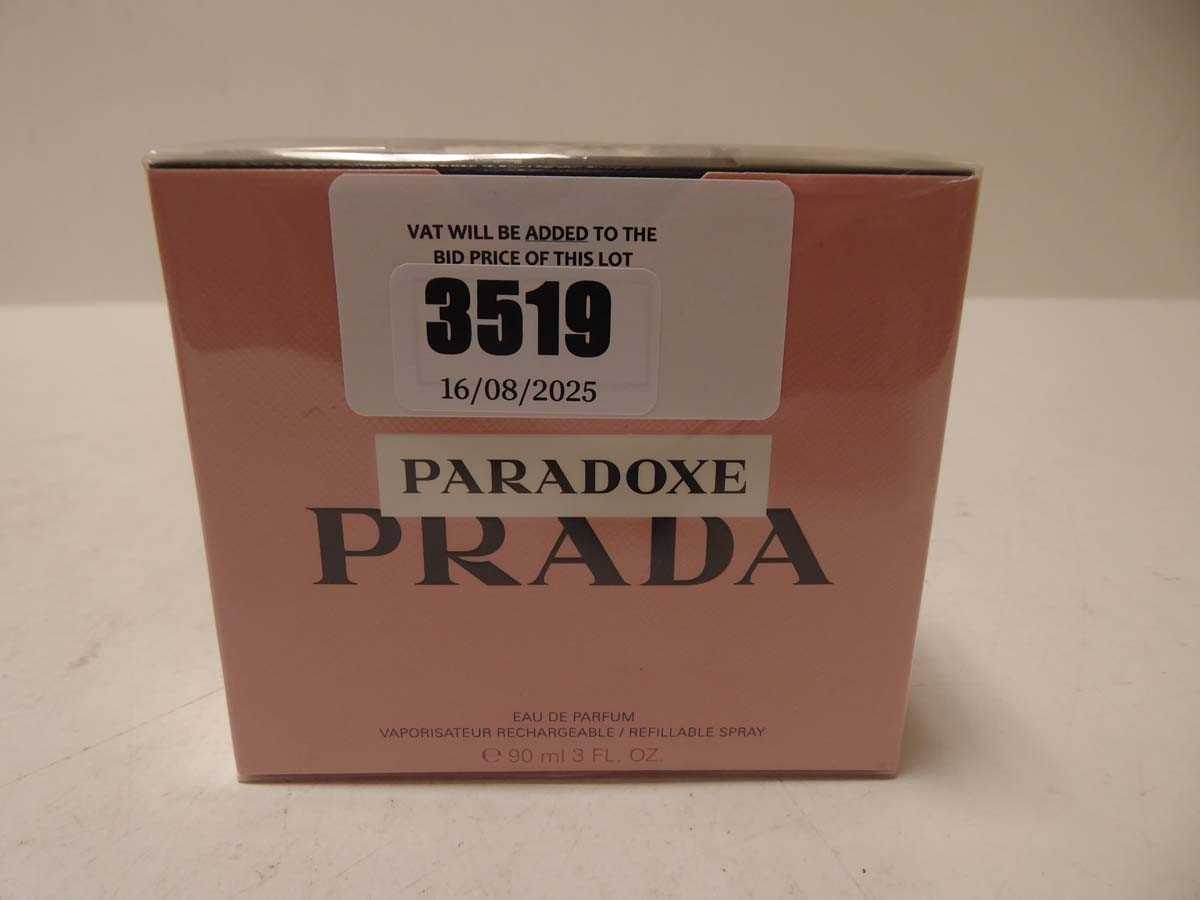 VAT WILL BE ADDED TO THE
BID PRICE OF THIS LOT
3519
16/08/2025
PARADOXE
PRADA
EAU DE PARFUM
VAPORISATEUR RECHARGEABLE / REFILLABLE SPRAY
℮ 90 ml 3 FL. OZ.